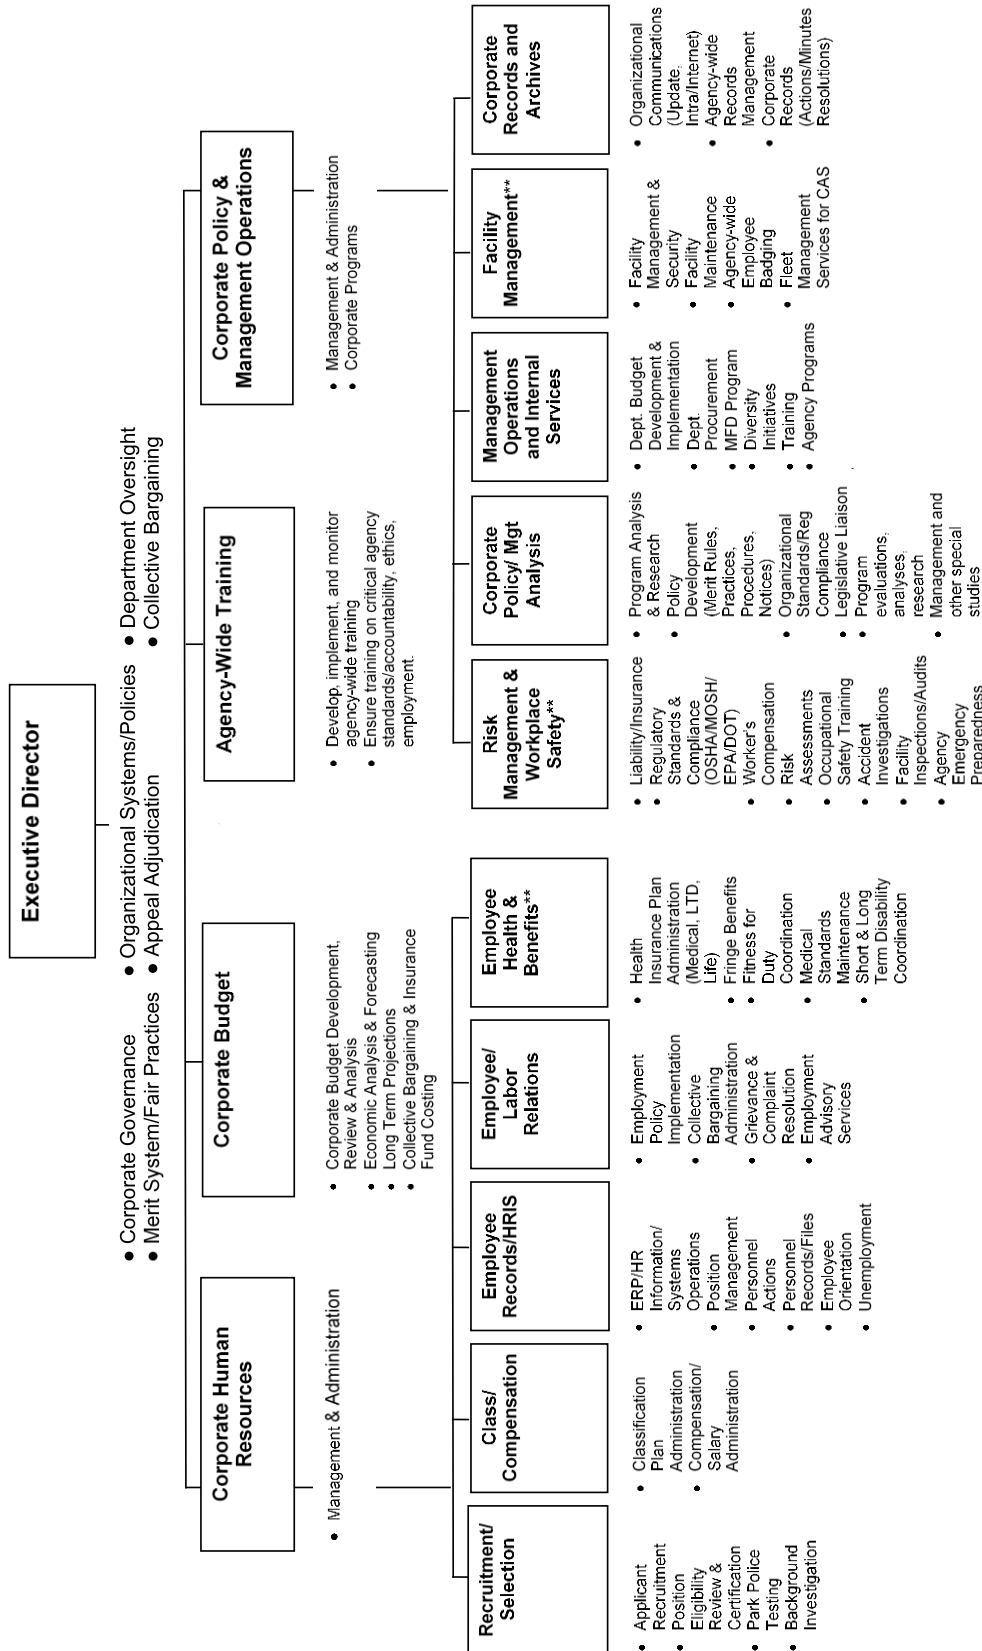 Executive Director
● Corporate Governance
● Merit System/Fair Practices
● Organizational Systems/Policies
● Appeal Adjudication
● Department Oversight
● Collective Bargaining
Corporate Human
Resources
• Management & Administration
Corporate Budget
• Corporate Budget Development,
Review & Analysis
• Economic Analysis & Forecasting
• Long Term Projections
• Collective Bargaining & Insurance
Fund Costing
Agency-Wide Training
• Develop, implement, and monitor
agency-wide training
• Ensure training on critical agency
standards/accountability, ethics,
employment.
Corporate Policy &
Management Operations
• Management & Administration
• Corporate Programs
Recruitment/
Selection
• Applicant
Recruitment
• Position
Eligibility
Review &
Certification
• Park Police
Testing
• Background
Investigation
Class/
Compensation
• Classification
Plan
Administration
• Compensation/
Salary
Administration
Employee
Records/HRIS
• ERP/HR
Information/
Systems
Operations
• Position
Management
• Personnel
Actions
• Personnel
Records/Files
• Employee
Orientation
• Unemployment
Employee/
Labor
Relations
• Employment
Policy
Implementation
• Collective
Bargaining
Administration
• Grievance &
Complaint
Resolution
• Employment
Advisory
Services
Employee
Health &
Benefits**
• Health
Insurance Plan
Administration
(Medical, LTD,
Life)
• Fringe Benefits
• Fitness for
Duty
Coordination
• Medical
Standards
Maintenance
• Short & Long
Term Disability
Coordination
Risk
Management &
Workplace
Safety**
• Liability/Insurance
• Regulatory
Standards &
Compliance
(OSHA/MOSH/
EPA/DOT)
• Worker's
Compensation
• Risk
Assessments
• Occupational
Safety Training
• Accident
Investigations
• Facility
Inspections/Audits
• Agency
Emergency
Preparedness
Corporate
Policy/ Mgt
Analysis
• Program Analysis
& Research
• Policy
Development
(Merit Rules,
Practices,
Procedures,
Notices)
• Organizational
Standards/Reg
Compliance
• Legislative Liaison
• Program
evaluations,
analyses,
research
• Management and
other special
studies
Management
Operations
and Internal
Services
• Dept. Budget
Development &
Implementation
• Dept.
Procurement
• MFD Program
• Diversity
Initiatives
• Training
• Agency Programs
Facility
Management**
• Facility
Management &
Security
• Facility
Maintenance
• Agency-wide
Employee
Badging
• Fleet
Management
Services for CAS
Corporate
Records and
Archives
• Organizational
Communications
(Update,
Intra/Internet)
• Agency-wide
Records
Management
• Corporate
Records
(Actions/Minutes
Resolutions)